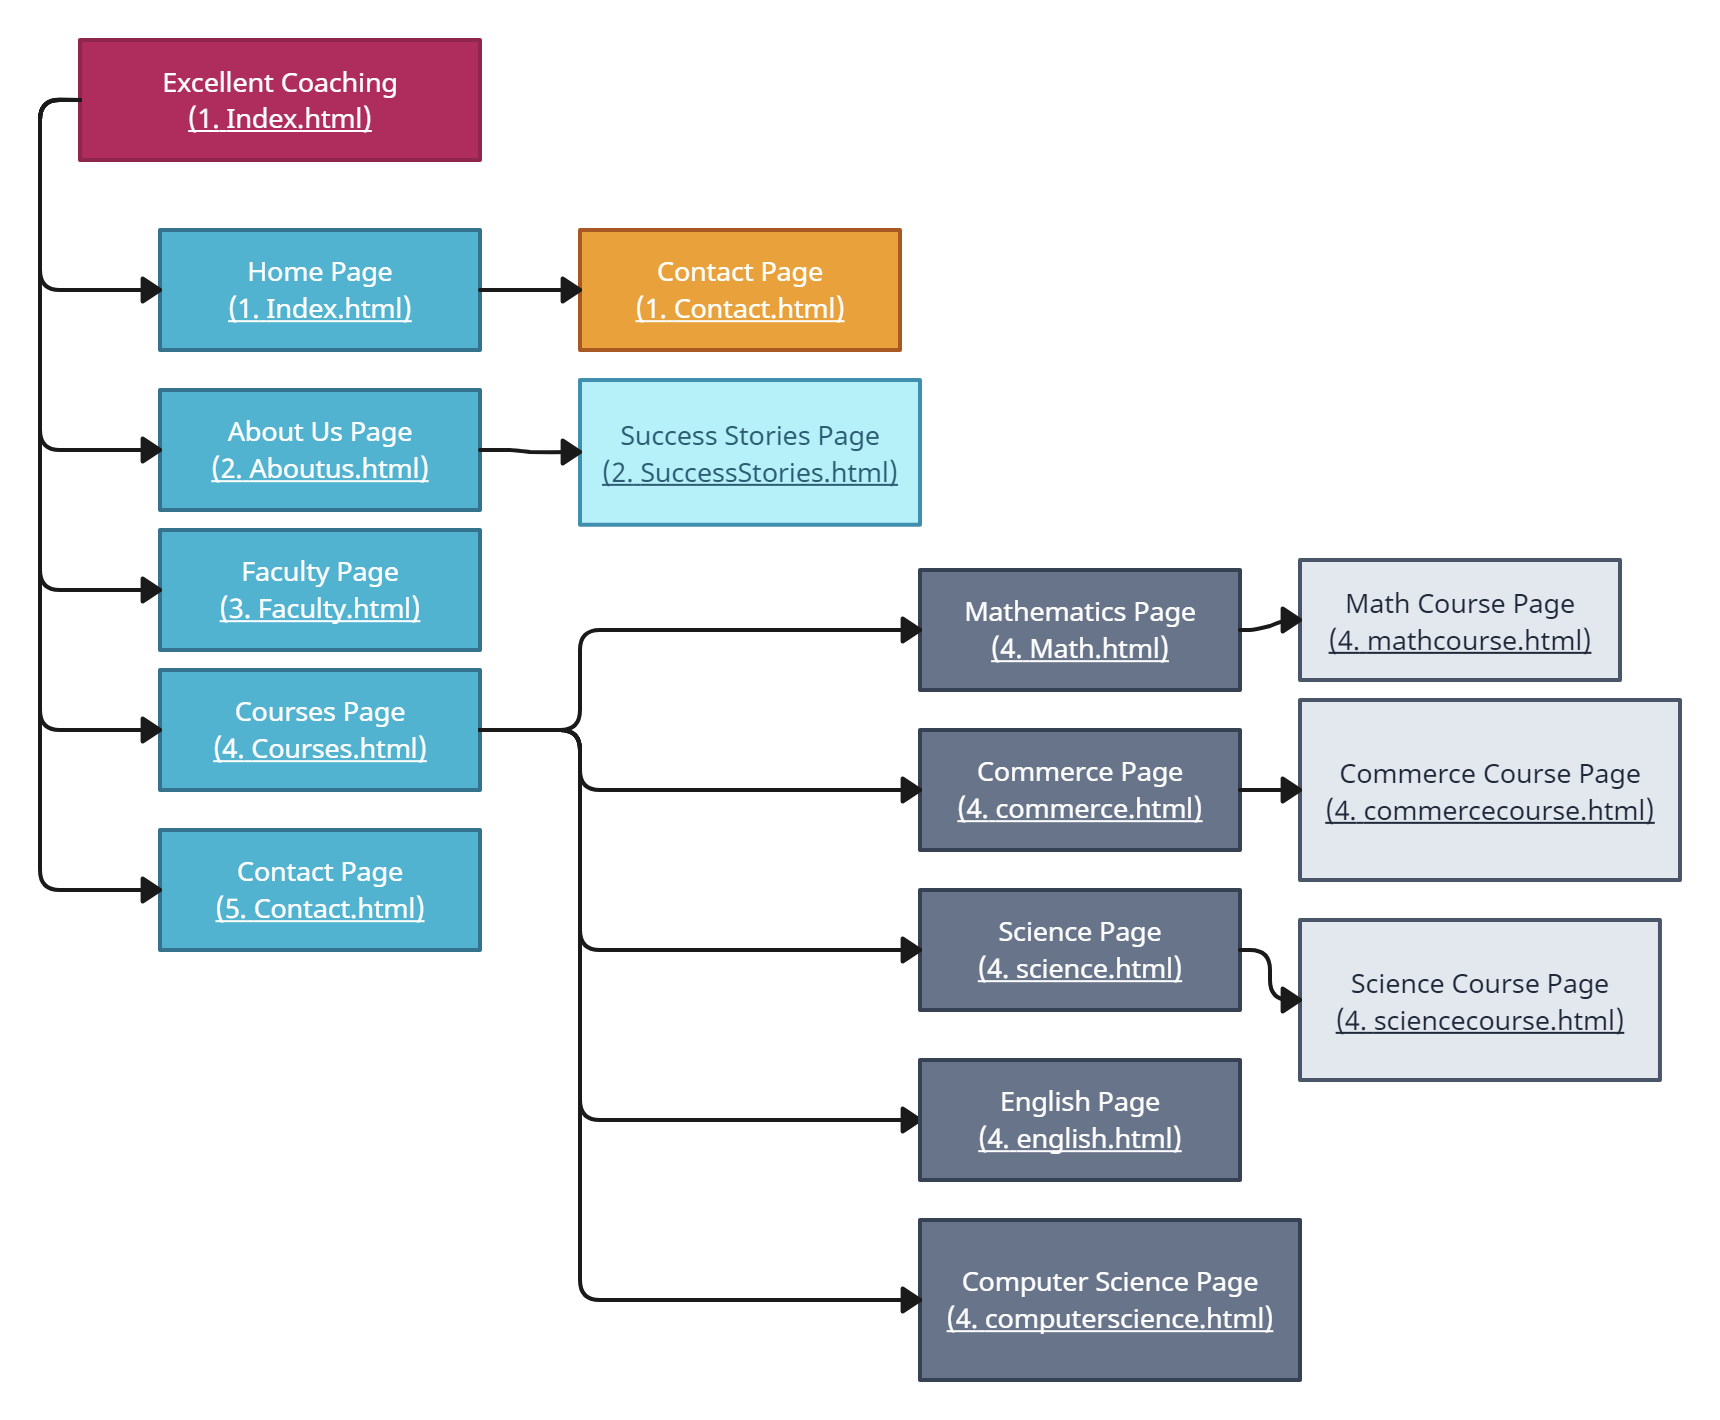 Excellent Coaching
(1. Index.html)
Home Page
(1. Index.html)
Contact Page
(1. Contact.html)
About Us Page
(2. Aboutus.html)
Success Stories Page
(2. SuccessStories.html)
Faculty Page
(3. Faculty.html)
Courses Page
(4. Courses.html)
Mathematics Page
(4. Math.html)
Math Course Page
(4. mathcourse.html)
Commerce Page
(4. commerce.html)
Commerce Course Page
(4. commercecourse.html)
Science Page
(4. science.html)
Science Course Page
(4. sciencecourse.html)
English Page
(4. english.html)
Computer Science Page
(4. computerscience.html)
Contact Page
(5. Contact.html)